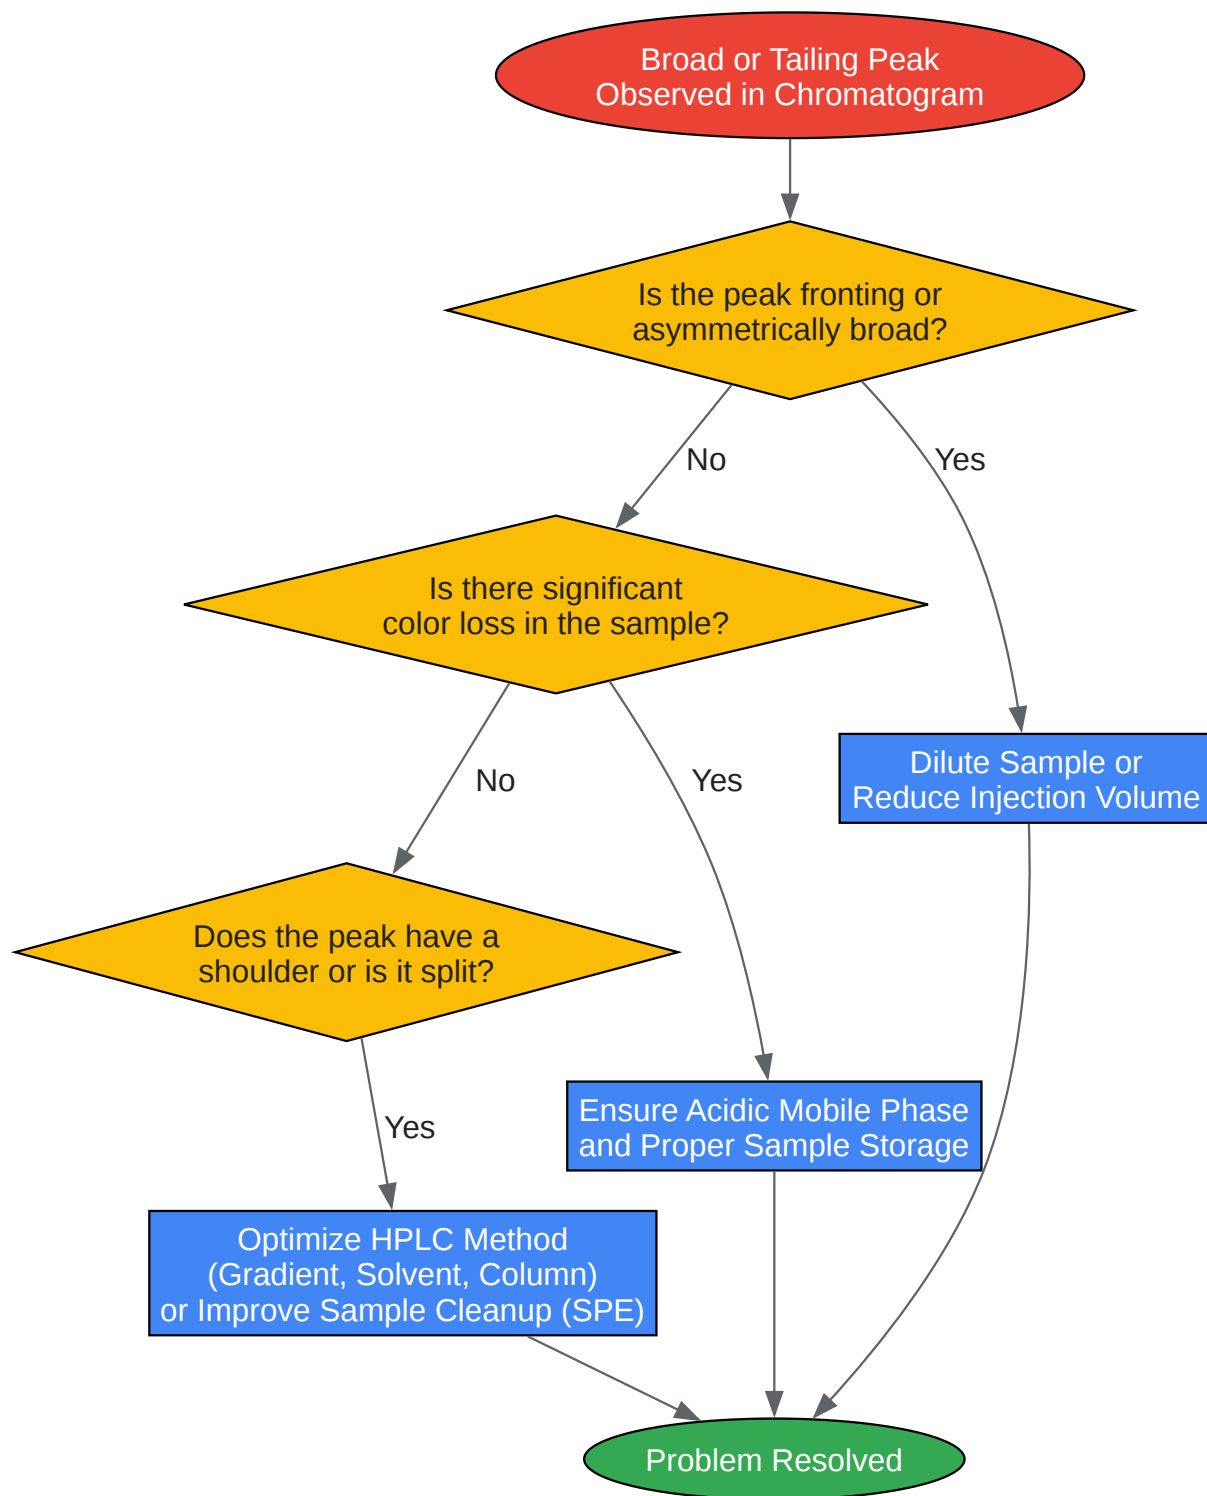 Broad or Tailing Peak
Observed in Chromatogram
Is the peak fronting or
asymmetrically broad?
No
Yes
Is there significant
color loss in the sample?
Dilute Sample or
Reduce Injection Volume
No
Yes
Does the peak have a
shoulder or is it split?
Ensure Acidic Mobile Phase
and Proper Sample Storage
Yes
Optimize HPLC Method
(Gradient, Solvent, Column)
or Improve Sample Cleanup (SPE)
Problem Resolved